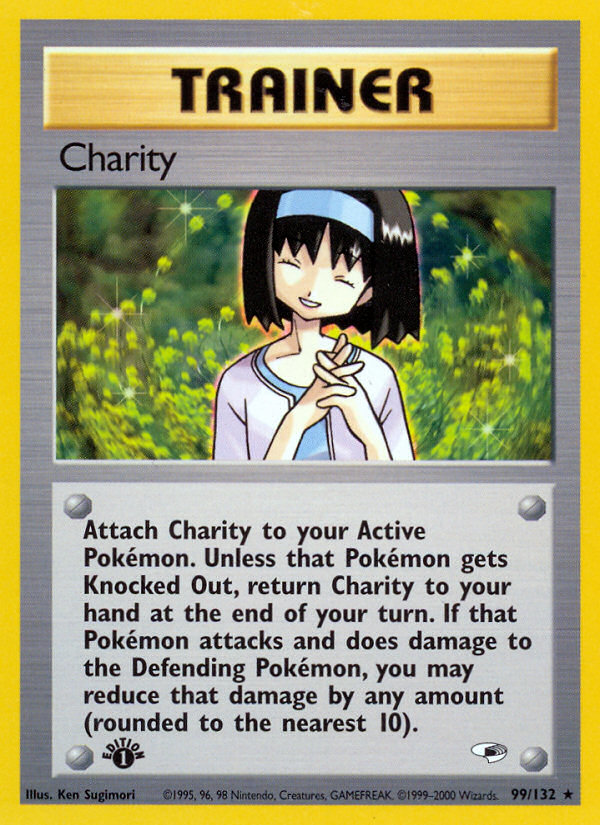 TRAINER
Charity
Attach Charity to your Active
Pokémon. Unless that Pokémon gets
Knocked Out, return Charity to your
hand at the end of your turn. If that
Pokémon attacks and does damage to
the Defending Pokémon, you may
reduce that damage by any amount
(rounded to the nearest 10).
EDITION
1
Illus. Ken Sugimori ©1995, 96, 98 Nintendo, Creatures, GAMEFREAK. ©1999-2000 Wizards. 99/132 ★